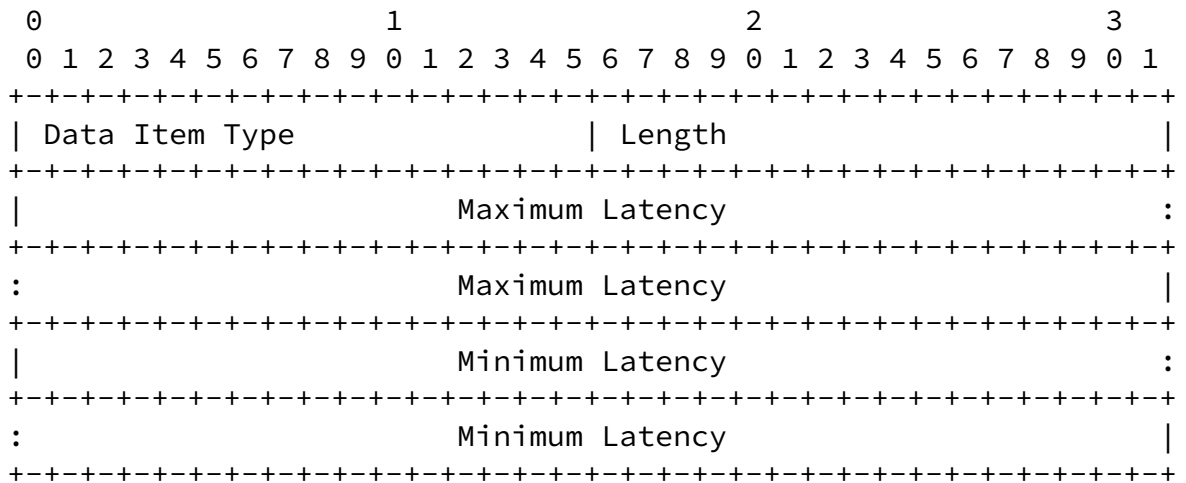 0                   1                   2                   3
 0 1 2 3 4 5 6 7 8 9 0 1 2 3 4 5 6 7 8 9 0 1 2 3 4 5 6 7 8 9 0 1
+-+-+-+-+-+-+-+-+-+-+-+-+-+-+-+-+-+-+-+-+-+-+-+-+-+-+-+-+-+-+-+-+
| Data Item Type                | Length                        |
+-+-+-+-+-+-+-+-+-+-+-+-+-+-+-+-+-+-+-+-+-+-+-+-+-+-+-+-+-+-+-+-+
|                        Maximum Latency                        :
+-+-+-+-+-+-+-+-+-+-+-+-+-+-+-+-+-+-+-+-+-+-+-+-+-+-+-+-+-+-+-+-+
:                        Maximum Latency                        |
+-+-+-+-+-+-+-+-+-+-+-+-+-+-+-+-+-+-+-+-+-+-+-+-+-+-+-+-+-+-+-+-+
|                        Minimum Latency                        :
+-+-+-+-+-+-+-+-+-+-+-+-+-+-+-+-+-+-+-+-+-+-+-+-+-+-+-+-+-+-+-+-+
:                        Minimum Latency                        |
+-+-+-+-+-+-+-+-+-+-+-+-+-+-+-+-+-+-+-+-+-+-+-+-+-+-+-+-+-+-+-+-+